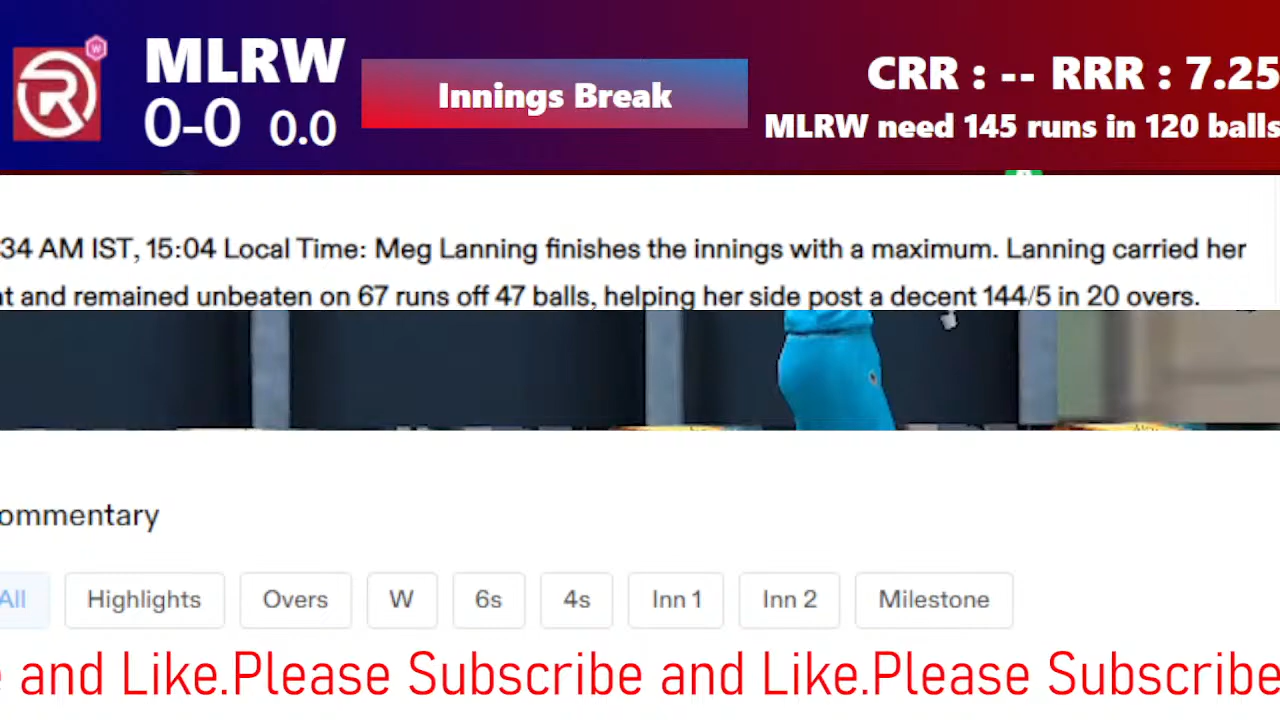 W
MLRW
0-0 0.0
Innings Break
CRR : -- RRR : 7.25
MLRW need 145 runs in 120 balls
34 AM IST, 15:04 Local Time: Meg Lanning finishes the innings with a maximum. Lanning carried her
and remained unbeaten on 67 runs off 47 balls, helping her side post a decent 144/5 in 20 overs.
ommentary
All Highlights Overs W 6s 4s Inn 1 Inn 2 Milestone
e and Like.Please Subscribe and Like.Please Subscribe